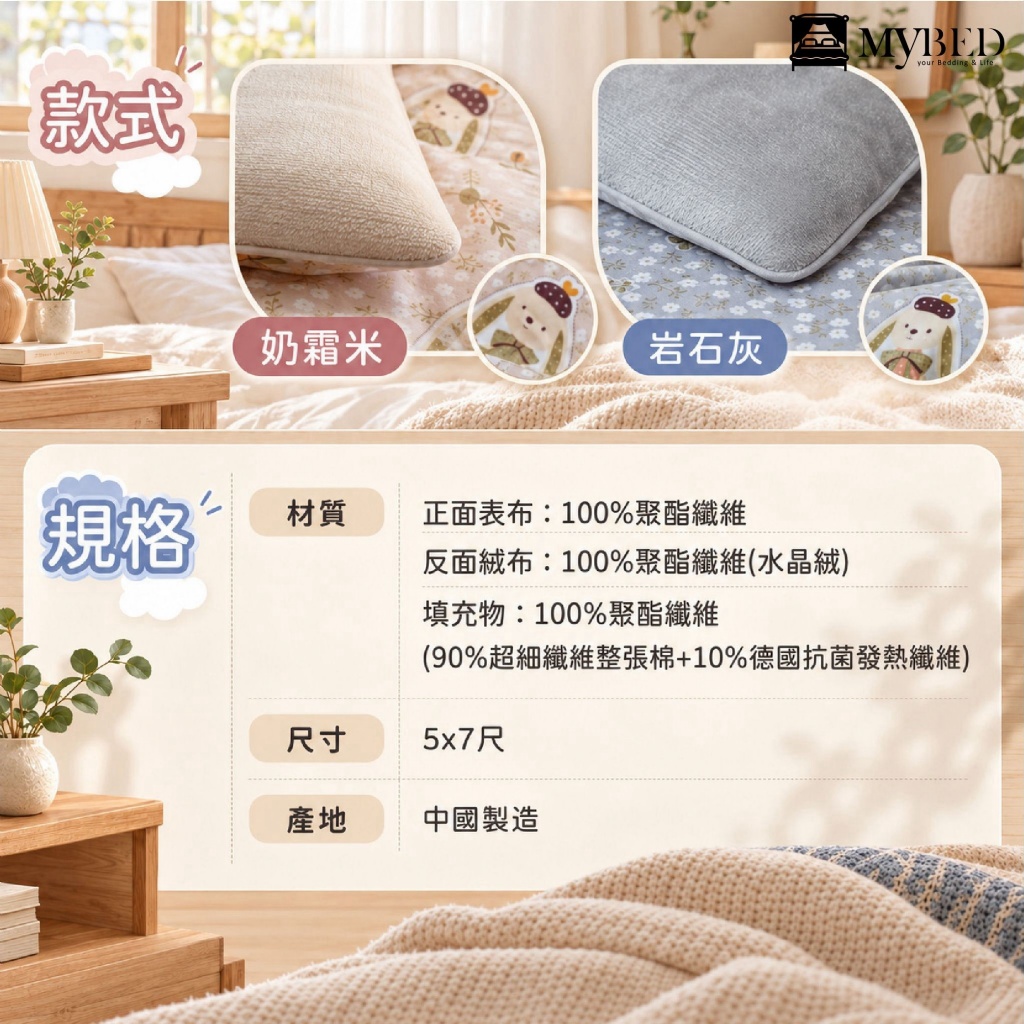 MYBED
your Bedding & Life
款式
奶霜米
岩石灰
規格
材質
正面表布：100%聚酯纖維
反面絨布：100%聚酯纖維(水晶絨)
填充物：100%聚酯纖維
(90%超細纖維整張棉+10%德國抗菌發熱纖維)
尺寸
5x7尺
產地
中國製造